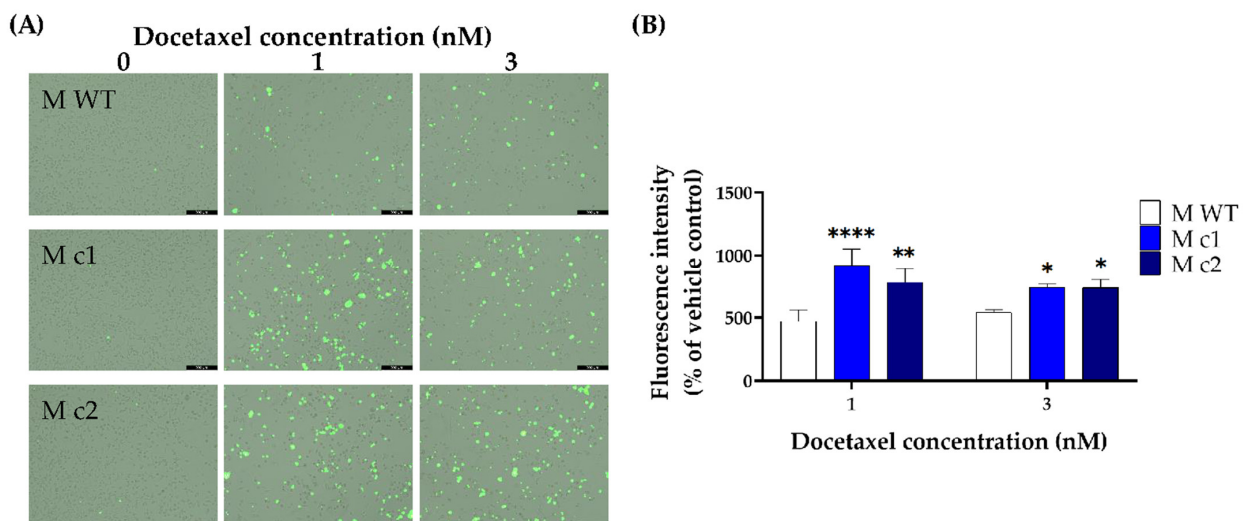 (A)
Docetaxel concentration (nM)
0 1 3
M WT
M c1
M c2
(B)
Fluorescence intensity
(% of vehicle control)
1500
1000
500
0
**** ** * *
1 3
Docetaxel concentration (nM)
M WT
M c1
M c2